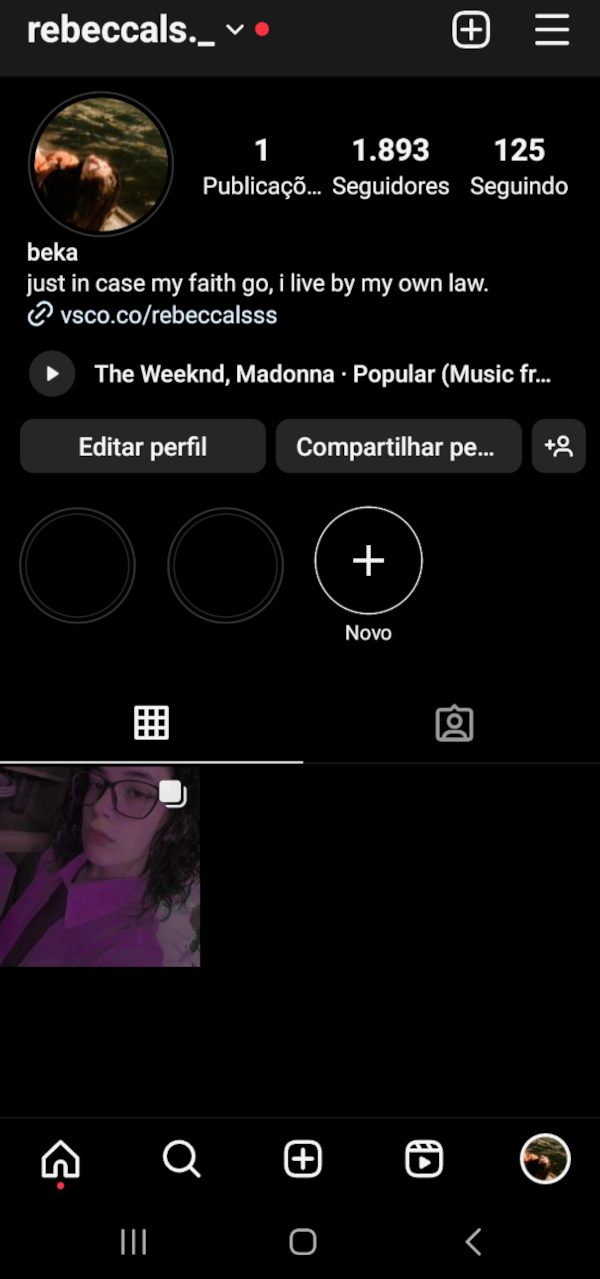 rebeccals._
1 1.893 125
Publicaçõ... Seguidores Seguindo
beka
just in case my faith go, i live by my own law.
vsco.co/rebeccalsss
The Weeknd, Madonna · Popular (Music fr...
Editar perfil Compartilhar pe...
Novo